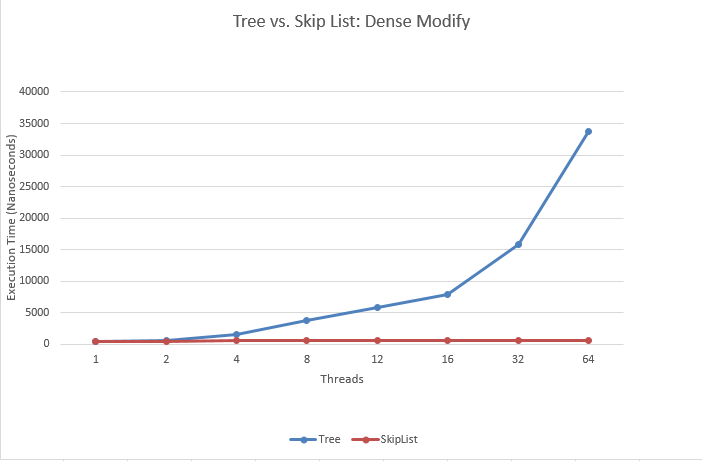 Tree vs. Skip List: Dense Modify
40000
35000
30000
25000
20000
15000
10000
5000
0
Execution Time (Nanoseconds)
1 2 4 8 12 16 32 64
Threads
Tree SkipList